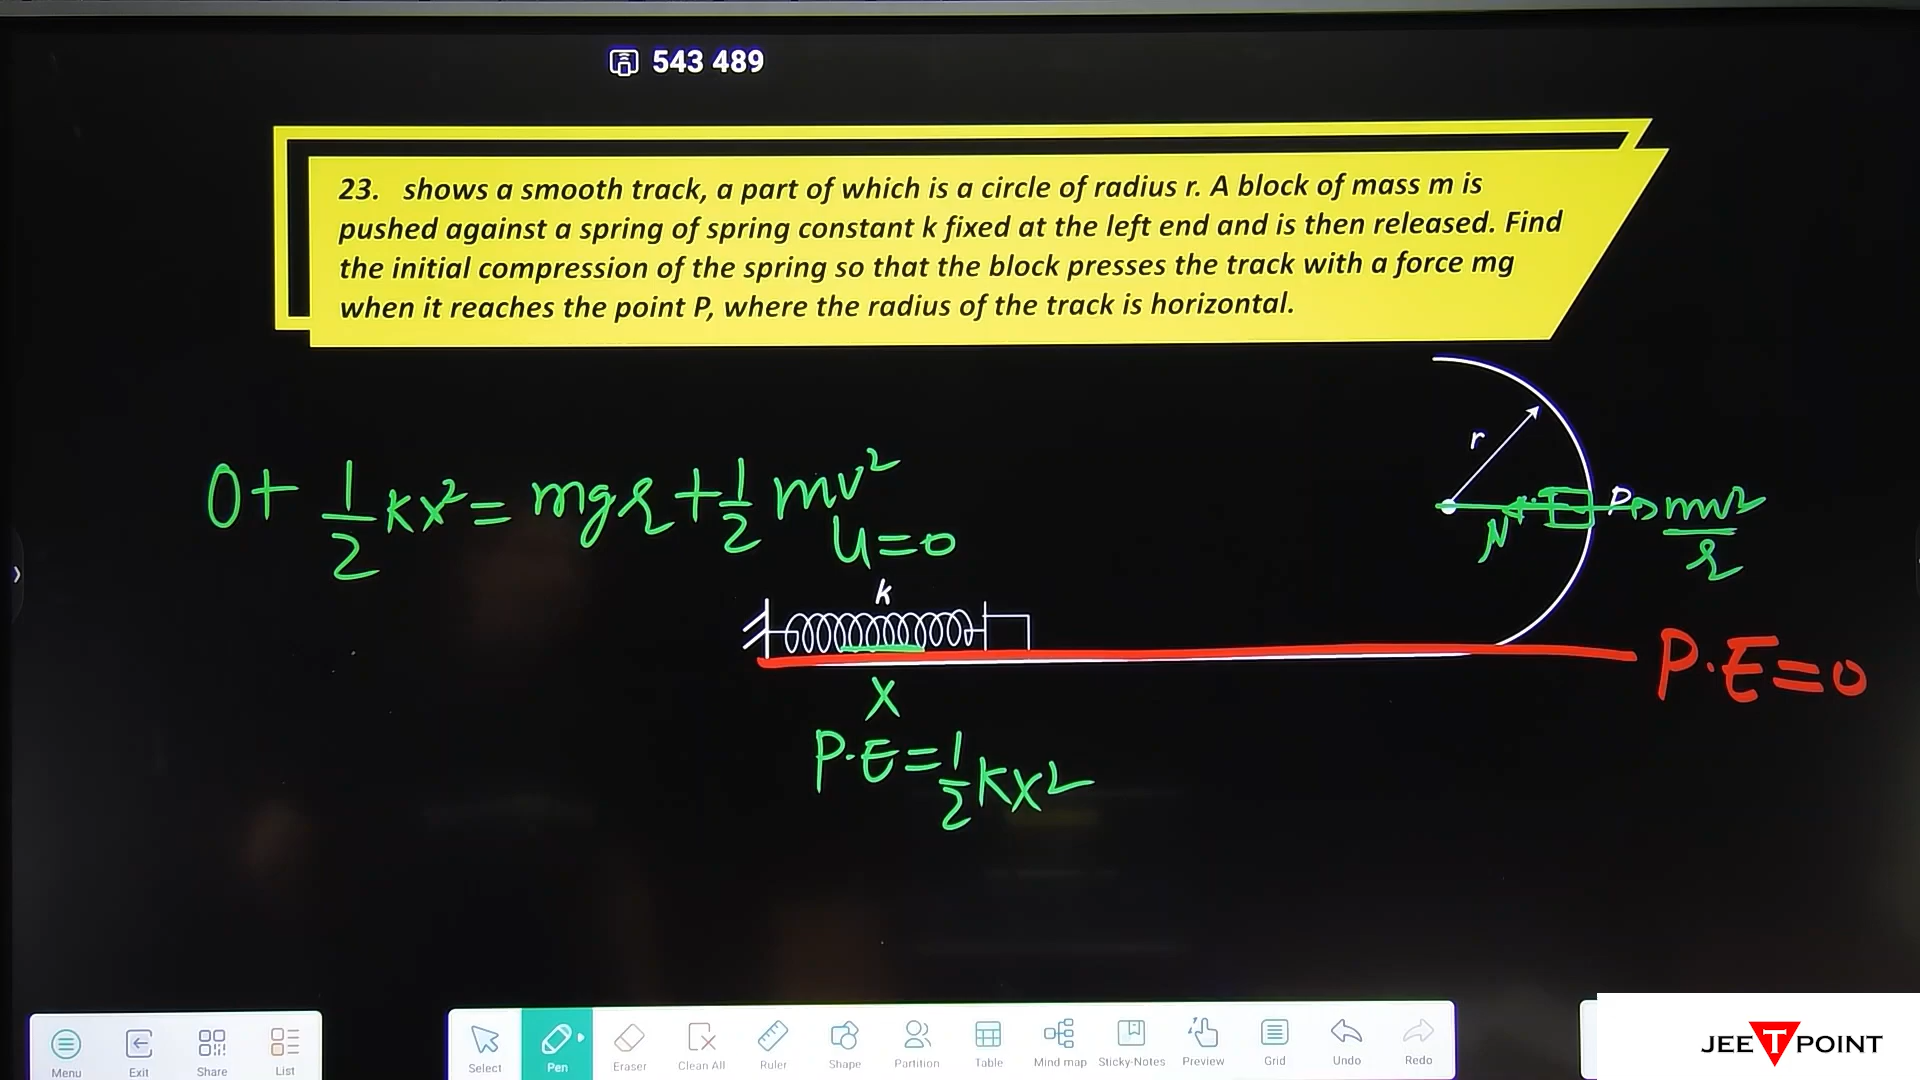 543 489
23. shows a smooth track, a part of which is a circle of radius r. A block of mass m is
pushed against a spring of spring constant k fixed at the left end and is then released. Find
the initial compression of the spring so that the block presses the track with a force mg
when it reaches the point P, where the radius of the track is horizontal.
r
0+ 1/2 kx² = mgr + 1/2 mv²
P
N
mv²/r
u=0
k
P.E=0
x
P.E = 1/2 kx²
Menu Exit Share List Select Pen Eraser Clean All Ruler Shape Partition Table Mind map Sticky-Notes Preview Grid Undo Redo
JEE T POINT